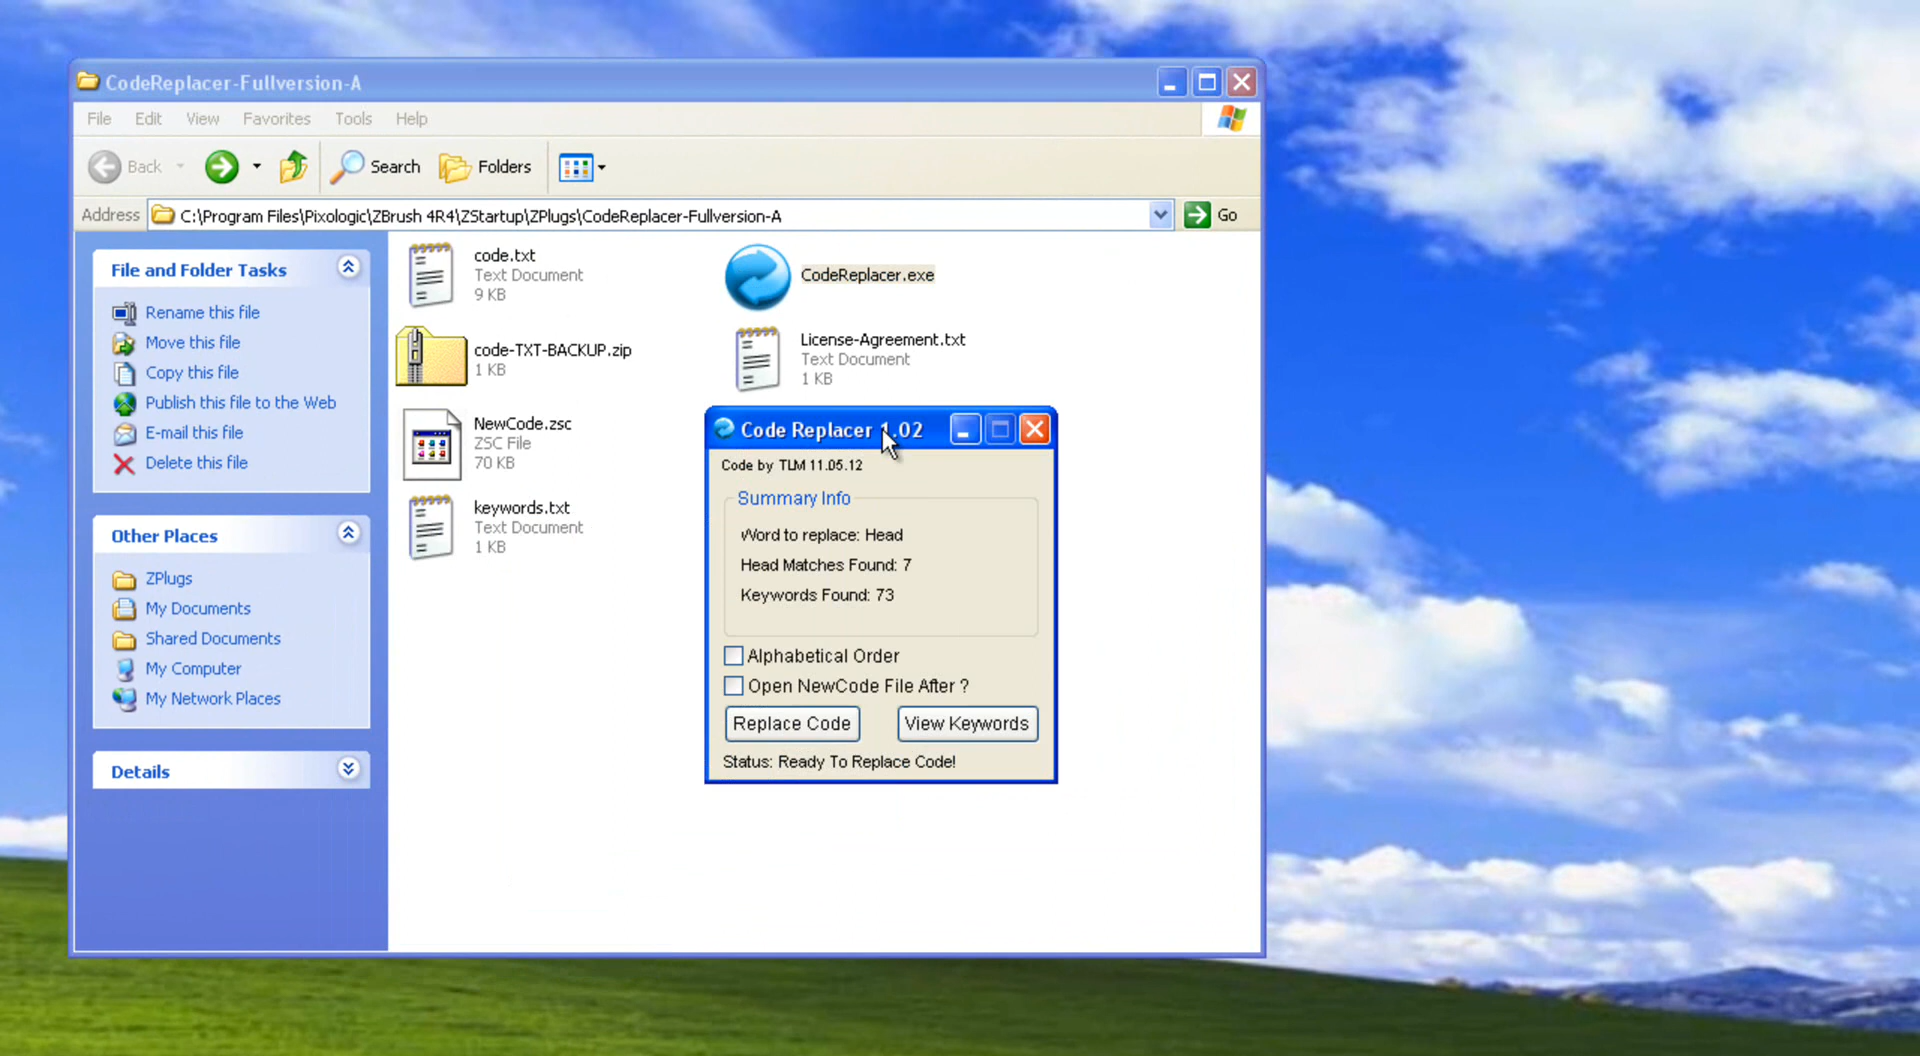 CodeReplacer-Fullversion-A
File Edit View Favorites Tools Help
Back Search Folders
Address C:\Program Files\Pixologic\ZBrush 4R4\ZStartup\ZPlugs\CodeReplacer-Fullversion-A Go
File and Folder Tasks
Rename this file
Move this file
Copy this file
Publish this file to the Web
E-mail this file
Delete this file
Other Places
ZPlugs
My Documents
Shared Documents
My Computer
My Network Places
Details
code.txt
Text Document
9 KB
CodeReplacer.exe
code-TXT-BACKUP.zip
1 KB
License-Agreement.txt
Text Document
1 KB
NewCode.zsc
ZSC File
70 KB
keywords.txt
Text Document
1 KB
Code Replacer 1.02
Code by TLM 11.05.12
Summary Info
Word to replace: Head
Head Matches Found: 7
Keywords Found: 73
Alphabetical Order
Open NewCode File After ?
Replace Code View Keywords
Status: Ready To Replace Code!